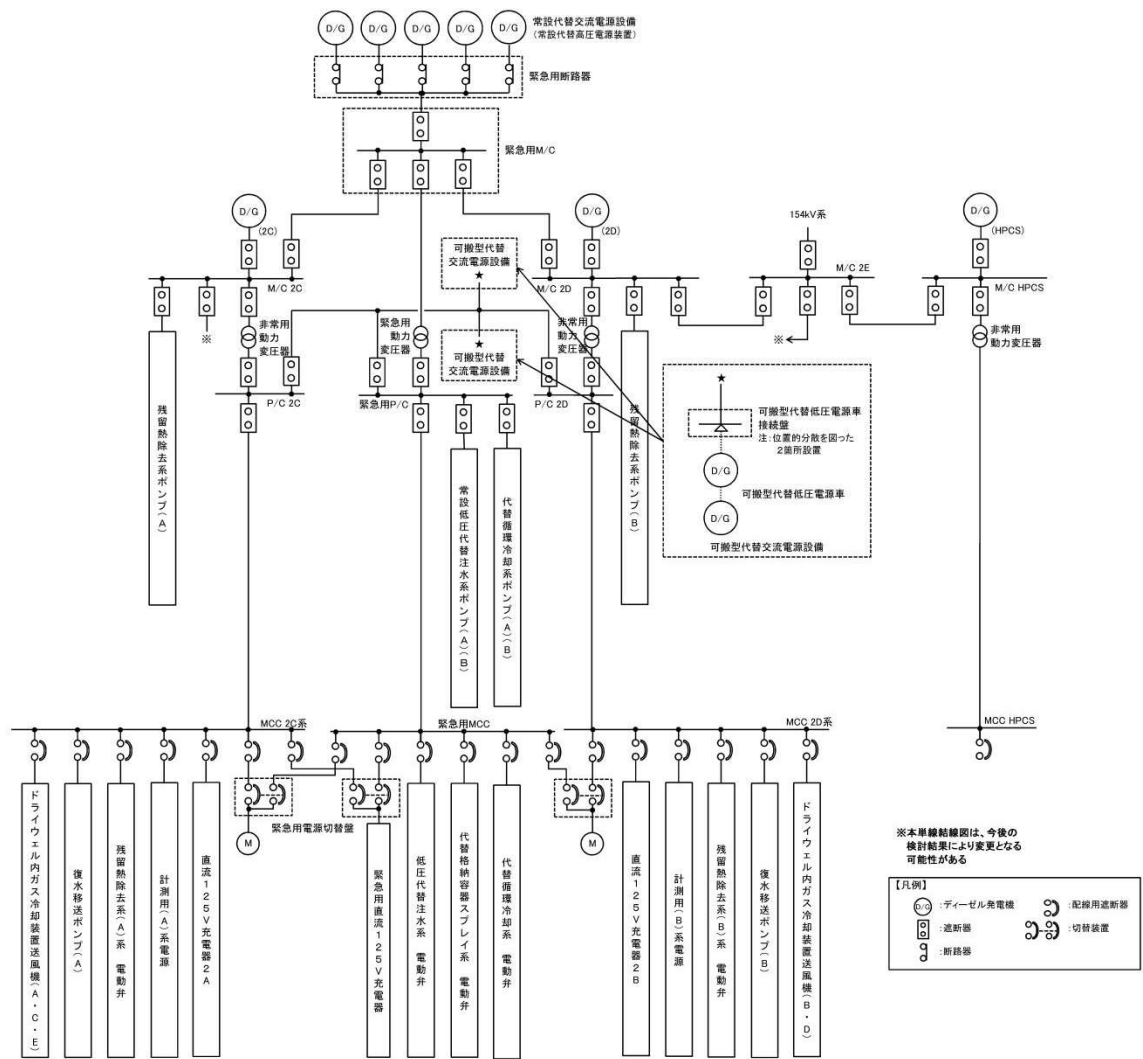 D/G
D/G
D/G
D/G
D/G
常設代替交流電源設備
(常設代替高圧電源装置)
緊急用断路器
緊急用M/C
D/G
(2C)
D/G
(2D)
154kV系
D/G
(HPCS)
可搬型代替
交流電源設備
★
M/C 2C
M/C 2D
M/C 2E
M/C HPCS
※
※
非常用
動力
変圧器
緊急用
動力
変圧器
★
可搬型代替
交流電源設備
非常用
動力
変圧器
非常用
動力変圧器
P/C 2C
緊急用P/C
P/C 2D
残留熱除去系ポンプ(A)
常設低圧代替注水系ポンプ(A)(B)
代替循環冷却系ポンプ(A)(B)
残留熱除去系ポンプ(B)
★
可搬型代替低圧電源車
接続盤
注:位置的分散を図った
2箇所設置
D/G
可搬型代替低圧電源車
D/G
可搬型代替交流電源設備
MCC 2C系
緊急用MCC
MCC 2D系
MCC HPCS
緊急用電源切替盤
M
M
ドライウェル内ガス冷却装置送風機(A・C・E)
復水移送ポンプ(A)
残留熱除去系(A)系 電動弁
計測用(A)系電源
直流125V充電器2A
緊急用直流125V充電器
低圧代替注水系 電動弁
代替格納容器スプレイ系 電動弁
代替循環冷却系 電動弁
直流125V充電器2B
計測用(B)系電源
残留熱除去系(B)系 電動弁
復水移送ポンプ(B)
ドライウェル内ガス冷却装置送風機(B・D)
※本単線結線図は、今後の
検討結果により変更となる
可能性がある
【凡例】
D/G :ディーゼル発電機
:配線用遮断器
:遮断器
:切替装置
:断路器